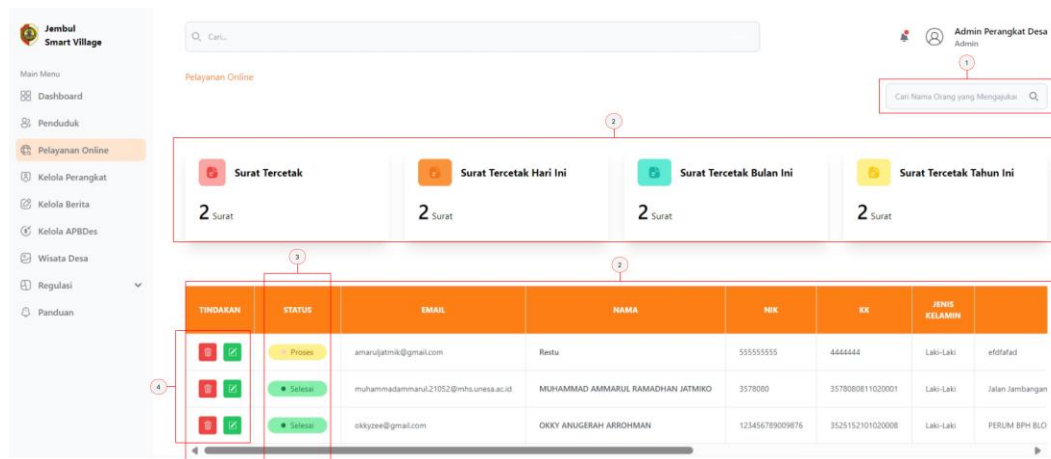 Jembul
Smart Village
Cari...
Admin Perangkat Desa
Admin
Main Menu
Dashboard
Penduduk
Pelayanan Online
Kelola Perangkat
Kelola Berita
Kelola APBDes
Wisata Desa
Regulasi
Panduan
Pelayanan Online
1
Cari Nama Orang yang Mengajukan
2
Surat Tercetak
2 Surat
Surat Tercetak Hari Ini
2 Surat
Surat Tercetak Bulan Ini
2 Surat
Surat Tercetak Tahun Ini
2 Surat
3
2
TINDAKAN STATUS EMAIL NAMA NIK KK JENIS KELAMIN
Proses amaruljatmik@gmail.com Restu 555555555 4444444 Laki-Laki efdfafad
4
Selesai muhammadammarul.21052@mhs.unesa.ac.id MUHAMMAD AMMARUL RAMADHAN JATMIKO 3578080 3578080811020001 Laki-Laki Jalan Jambangan
Selesai okkyzee@gmail.com OKKY ANUGERAH ARROHMAN 123456789009876 3525152101020008 Laki-Laki PERUM BPH BLO